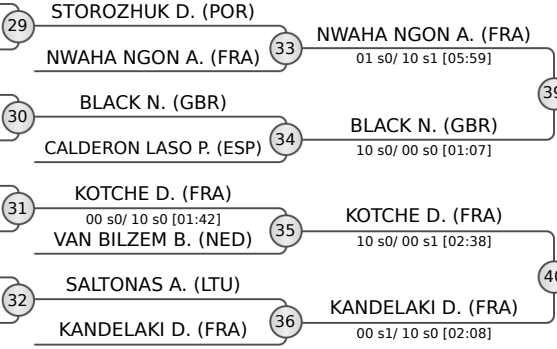 STOROZHUK D. (POR)
29
NWAHA NGON A. (FRA)
33
NWAHA NGON A. (FRA)
01 s0/ 10 s1 [05:59]
39
BLACK N. (GBR)
30
CALDERON LASO P. (ESP)
34
BLACK N. (GBR)
10 s0/ 00 s0 [01:07]
KOTCHE D. (FRA)
31
00 s0/ 10 s0 [01:42]
VAN BILZEM B. (NED)
35
KOTCHE D. (FRA)
10 s0/ 00 s1 [02:38]
40
SALTONAS A. (LTU)
32
KANDELAKI D. (FRA)
36
KANDELAKI D. (FRA)
00 s1/ 10 s0 [02:08]